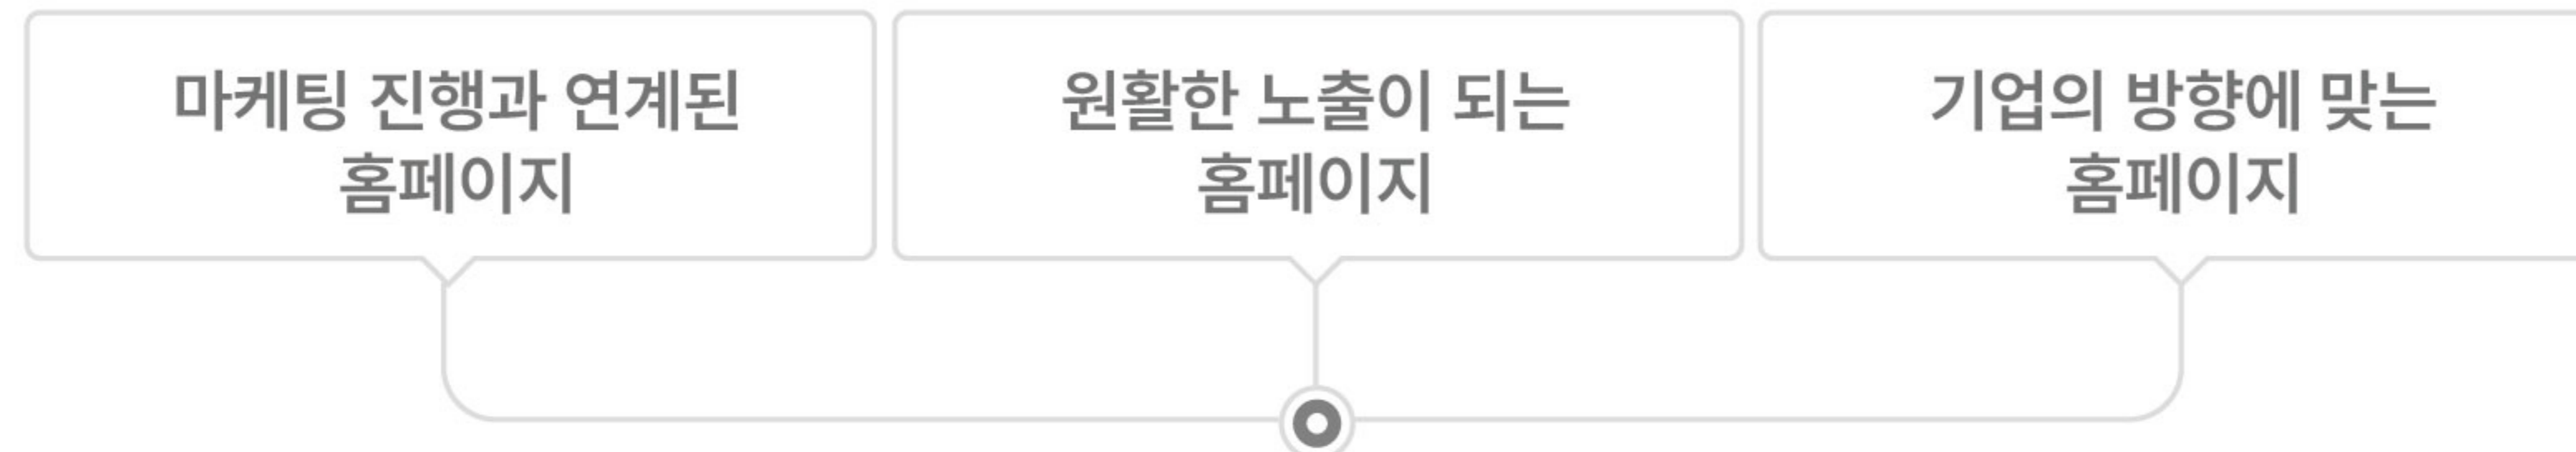 마케팅 진행과 연계된
홈페이지
원활한 노출이 되는
홈페이지
기업의 방향에 맞는
홈페이지